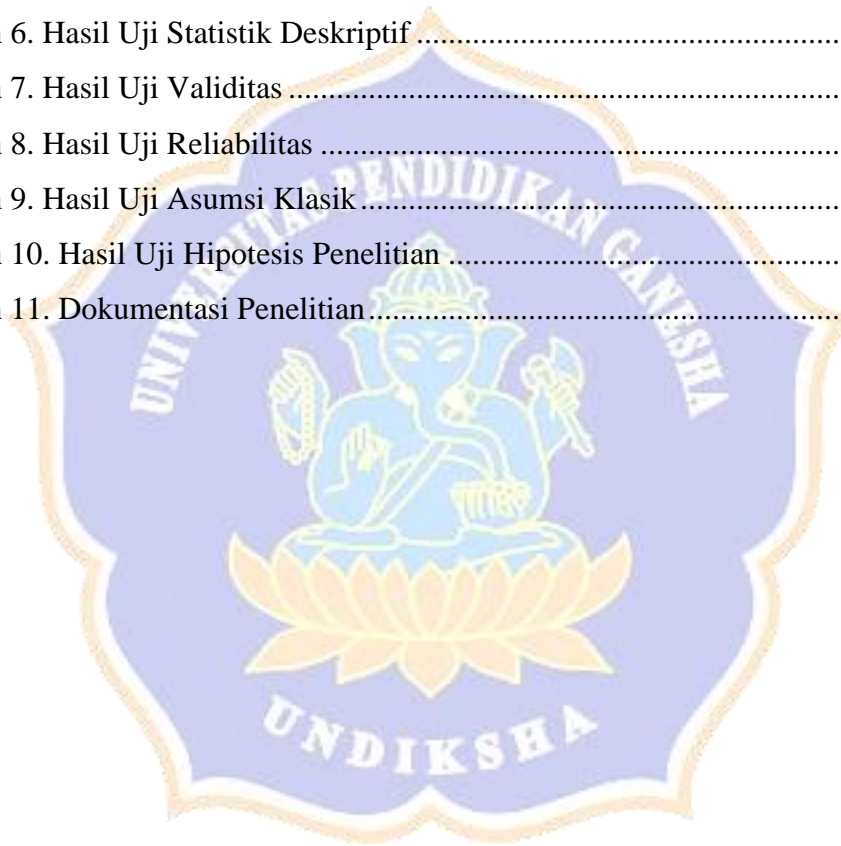 n 6. Hasil Uji Statistik Deskriptif ........................................................
n 7. Hasil Uji Validitas ........................................................................
n 8. Hasil Uji Reliabilitas ....................................................................
n 9. Hasil Uji Asumsi Klasik ...............................................................
n 10. Hasil Uji Hipotesis Penelitian ....................................................
n 11. Dokumentasi Penelitian ...............................................................
UNIVERSITAS PENDIDIKAN GANESHA
UNDIKSHA